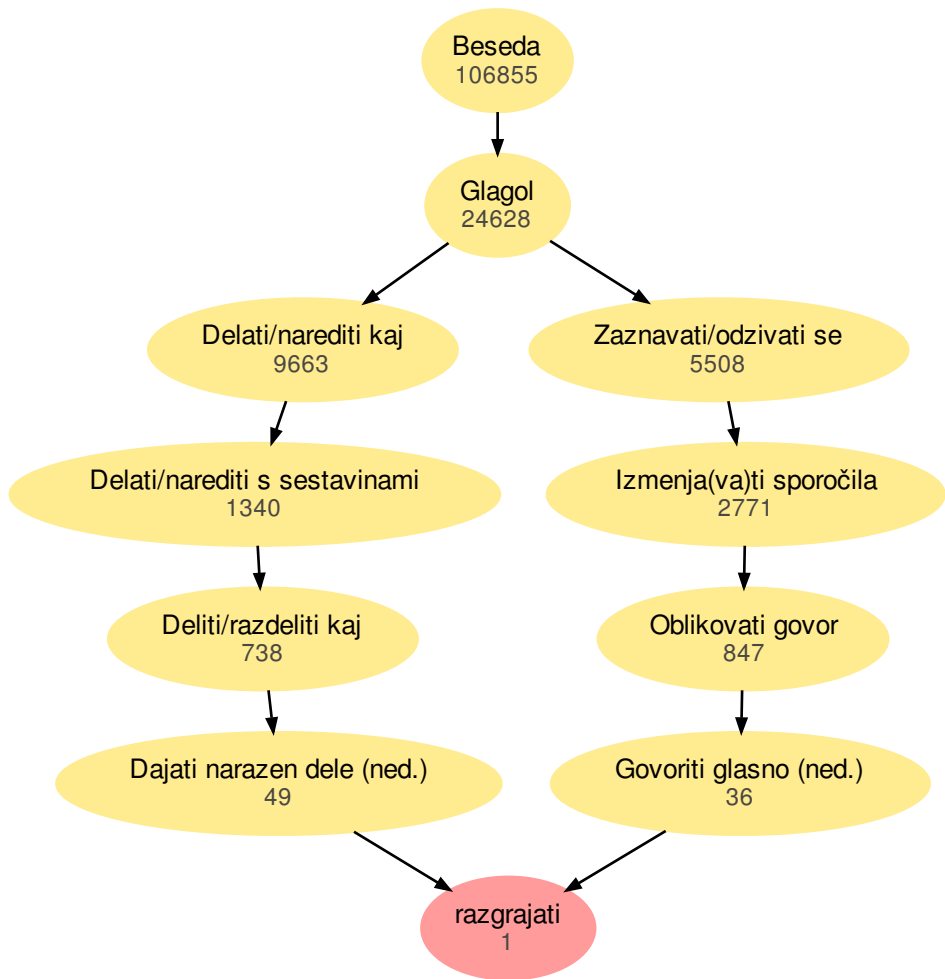 Beseda
106855
Glagol
24628
Delati/narediti kaj
9663
Zaznavati/odzivati se
5508
Delati/narediti s sestavinami
1340
Izmenja(va)ti sporočila
2771
Deliti/razdeliti kaj
738
Oblikovati govor
847
Dajati narazen dele (ned.)
49
Govoriti glasno (ned.)
36
razgrajati
1